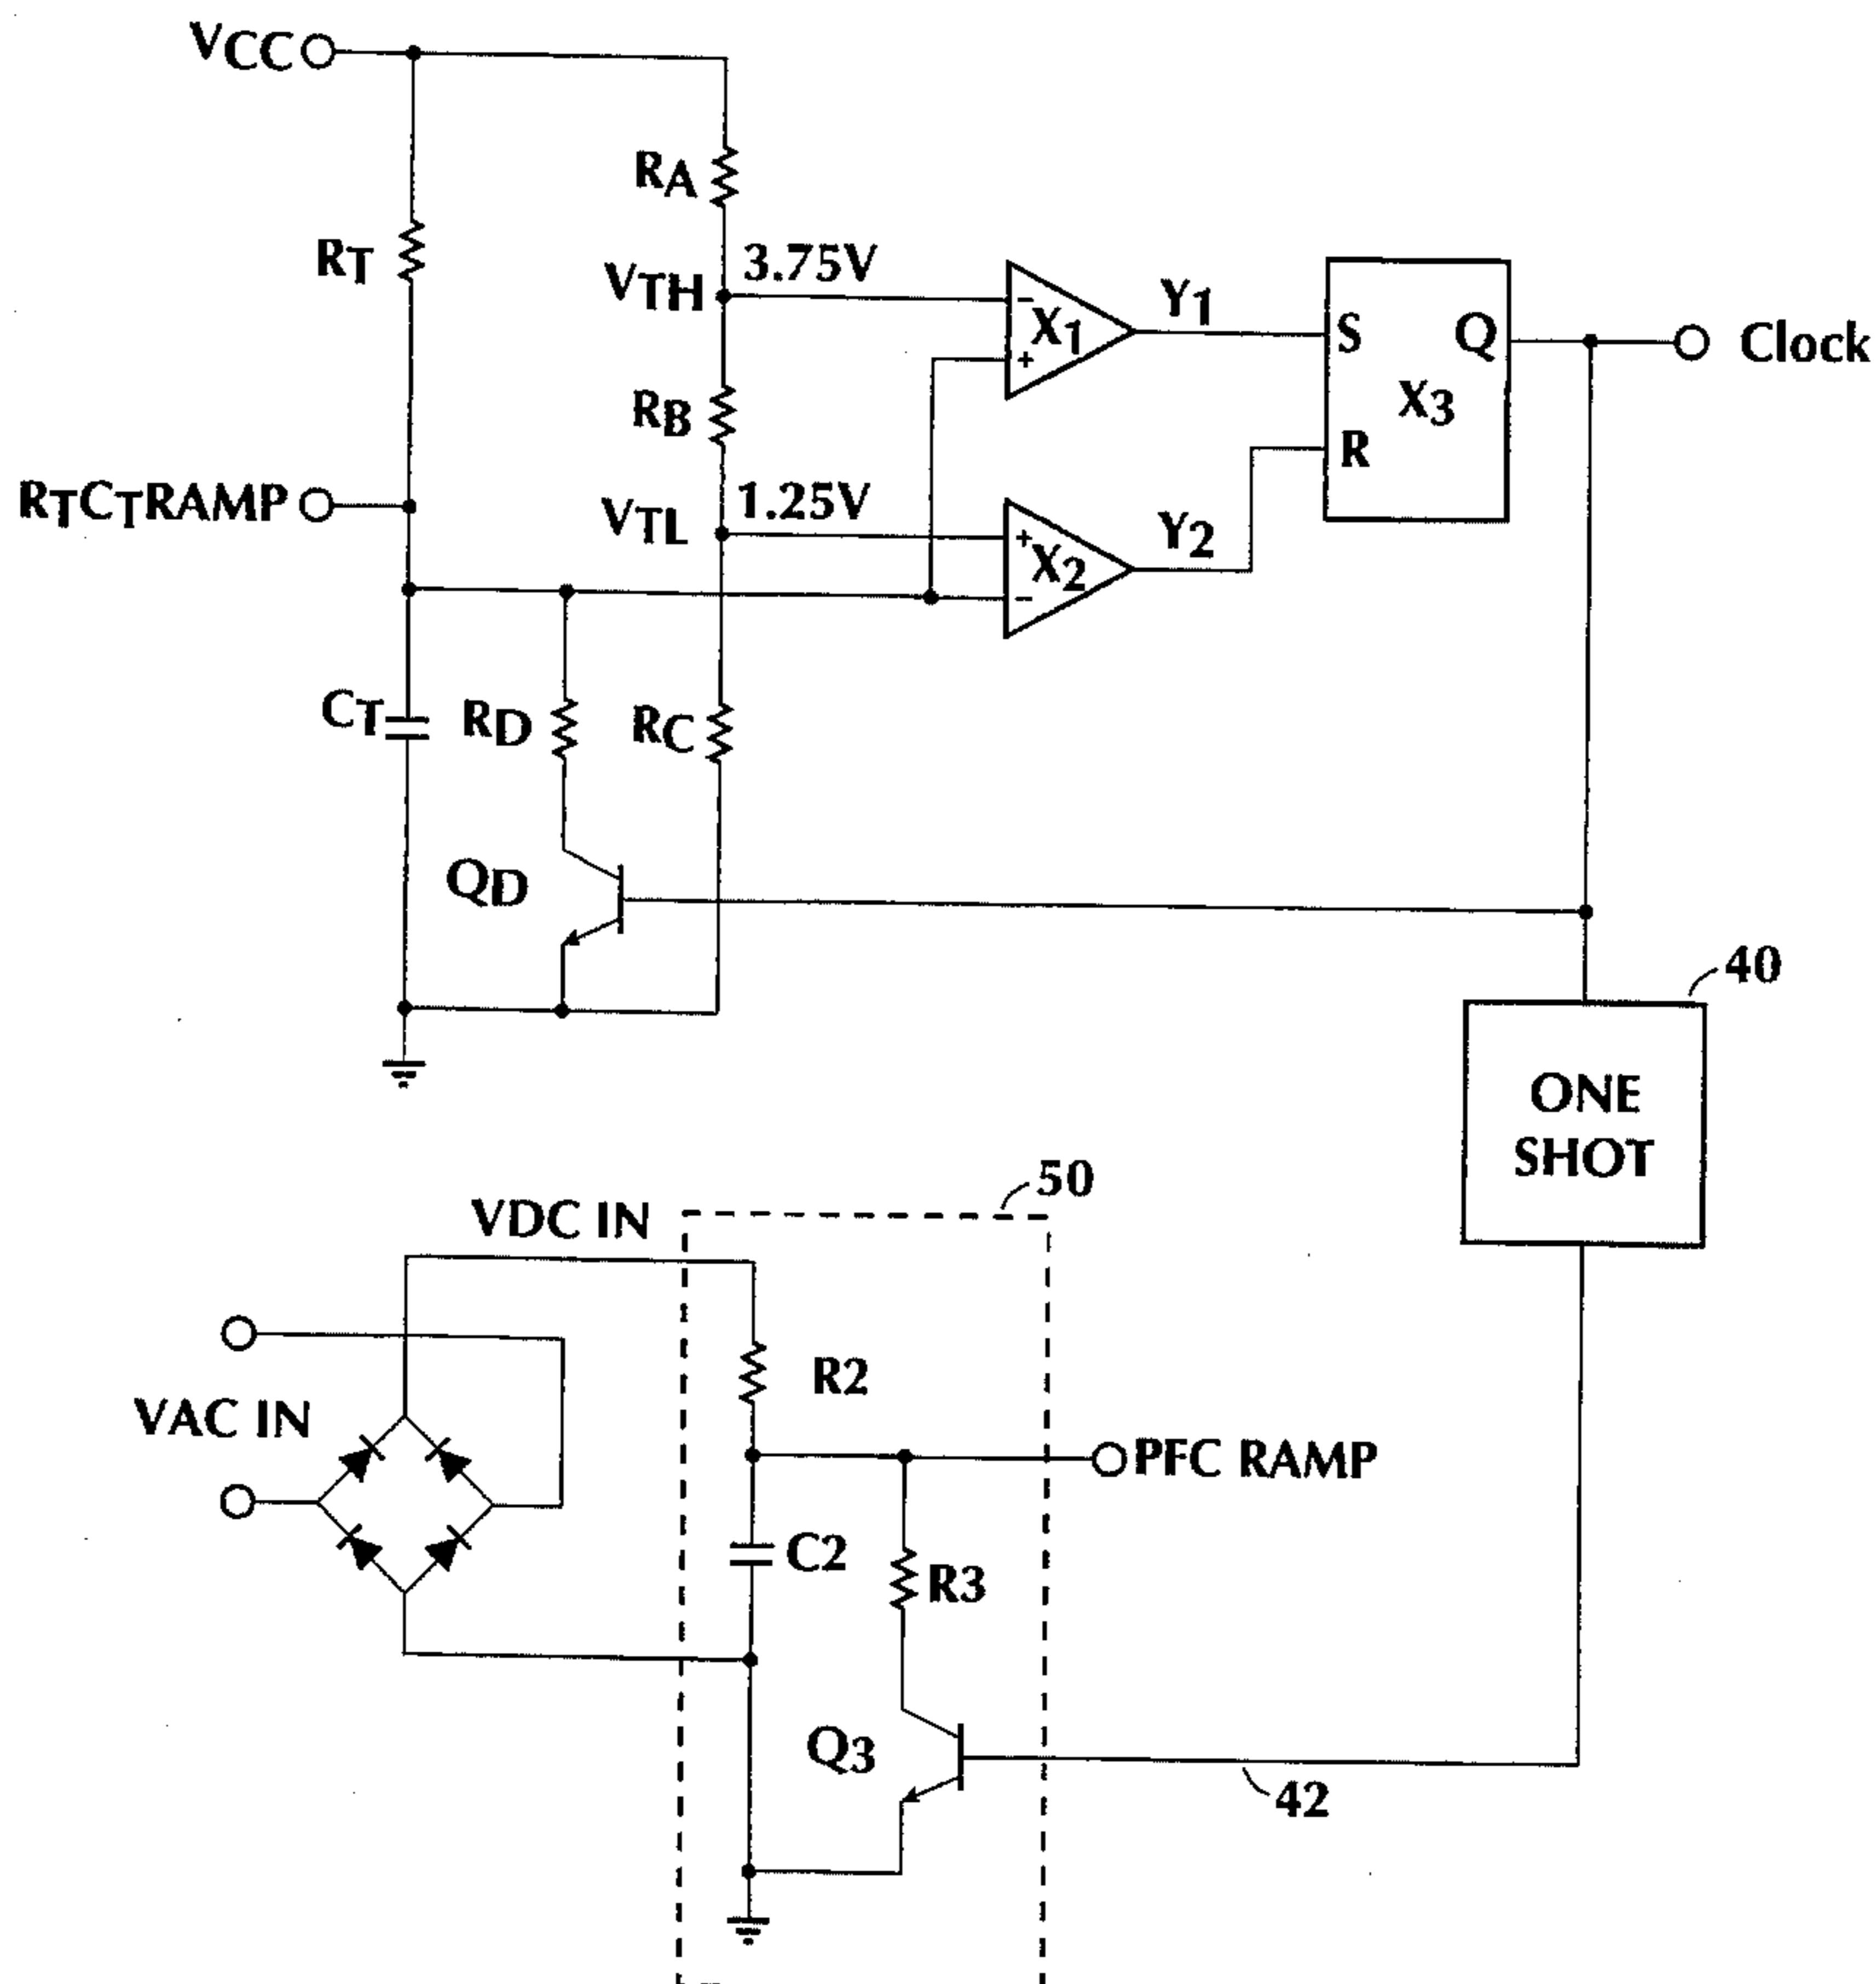 VCC
RA
RT
VTH
3.75V
X1
-
+
Y1
S
Q
Clock
X3
R
RB
RTCTRAMP
VTL
1.25V
+
X2
-
Y2
CT
RD
RC
QD
40
ONE
SHOT
50
VDC IN
R2
VAC IN
PFC RAMP
C2
R3
Q3
42